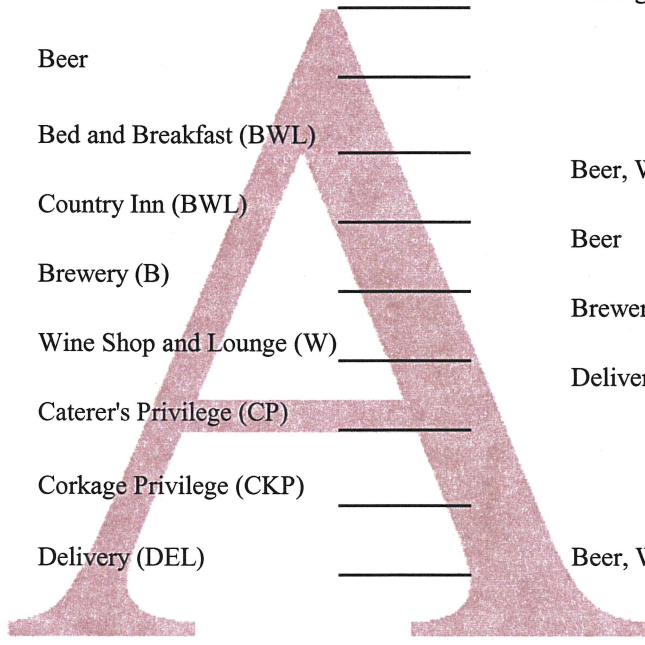 Beer
Bed and Breakfast (BWL)
Beer,
Country Inn (BWL)
Beer
Brewery (B)
Wine Shop and Lounge (W)
Caterer's Privilege (CP)
Corkage Privilege (CKP)
Delivery (DEL)
Beer,
A